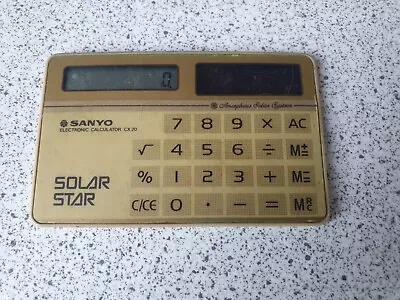 0.
Amorphous Solar System
SANYO
ELECTRONIC CALCULATOR CX 20
7 8 9 × AC
√ 4 5 6 ÷ M±
% 1 2 3 + M=
SOLAR
STAR
C/CE 0 · − = MRC